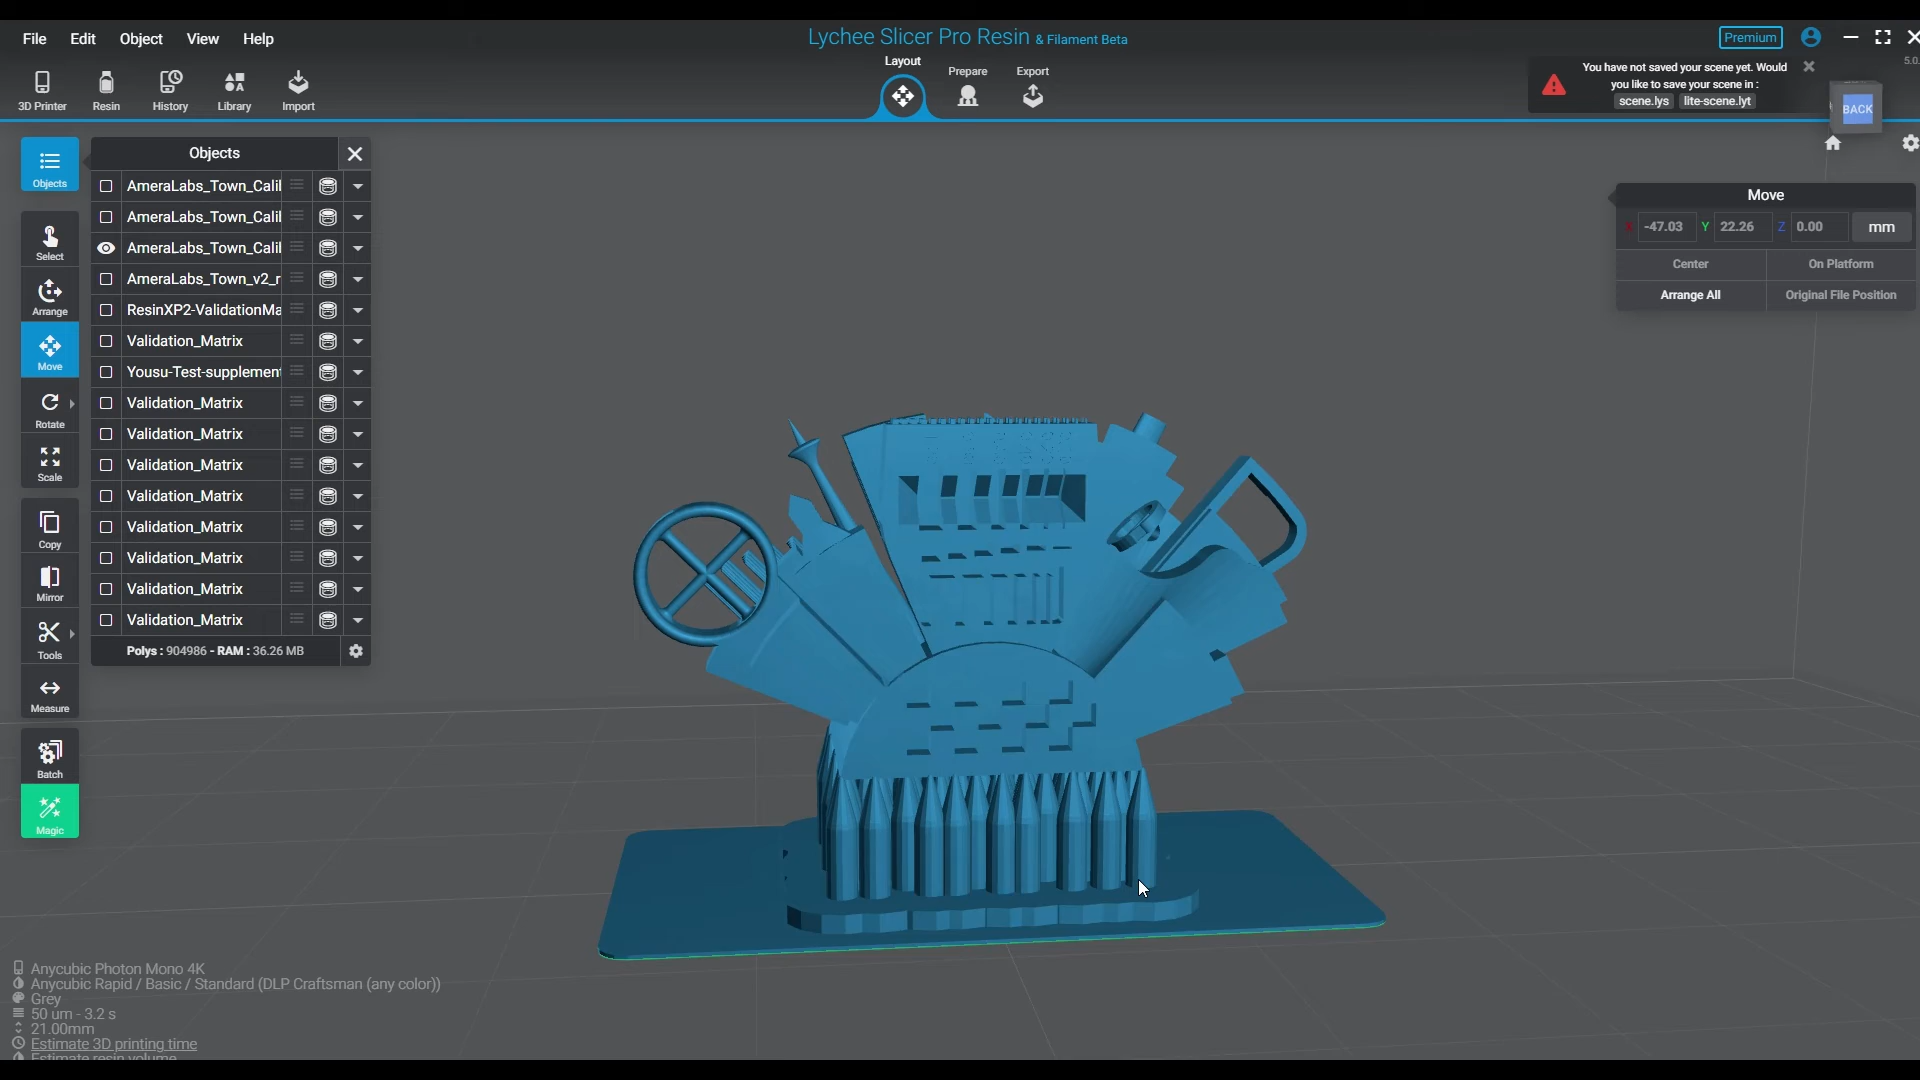 File Edit Object View Help
Lychee Slicer Pro Resin & Filament Beta
Premium
3D Printer Resin History Library Import
Layout Prepare Export
You have not saved your scene yet. Would
you like to save your scene in :
scene.lys lite-scene.lyt
5.0.
BACK
Objects
Select
Arrange
Move
Rotate
Scale
Copy
Mirror
Tools
Measure
Batch
Magic
Objects
AmeraLabs_Town_Calil
AmeraLabs_Town_Calil
AmeraLabs_Town_Calil
AmeraLabs_Town_v2_r
ResinXP2-ValidationMa
Validation_Matrix
Yousu-Test-supplement
Validation_Matrix
Validation_Matrix
Validation_Matrix
Validation_Matrix
Validation_Matrix
Validation_Matrix
Validation_Matrix
Validation_Matrix
Polys : 904986 - RAM : 36.26 MB
Move
X -47.03 Y 22.26 Z 0.00 mm
Center On Platform
Arrange All Original File Position
Anycubic Photon Mono 4K
Anycubic Rapid / Basic / Standard (DLP Craftsman (any color))
Grey
50 um - 3.2 s
21.00mm
Estimate 3D printing time
Estimate resin volume